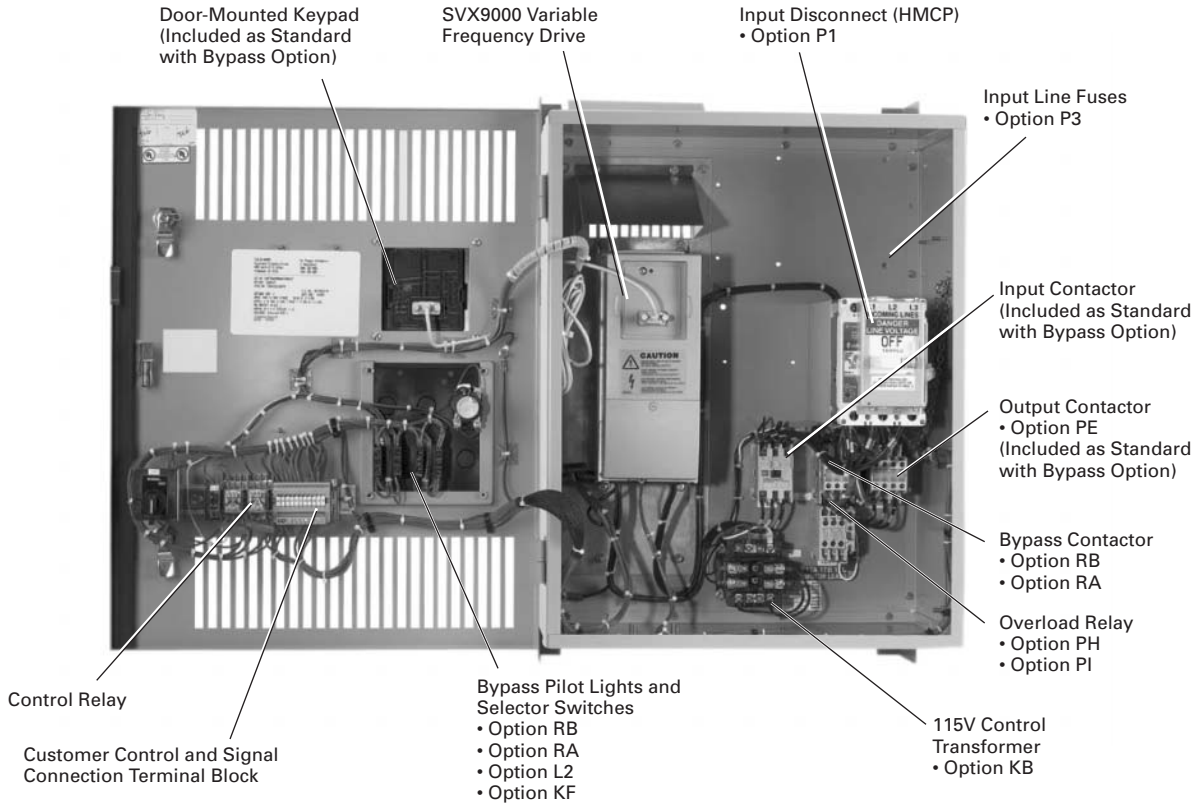 Door-Mounted Keypad
(Included as Standard
with Bypass Option)
SVX9000 Variable
Frequency Drive
Input Disconnect (HMCP)
• Option P1
Input Line Fuses
• Option P3
Input Contactor
(Included as Standard
with Bypass Option)
Output Contactor
• Option PE
(Included as Standard
with Bypass Option)
Bypass Contactor
• Option RB
• Option RA
Overload Relay
• Option PH
• Option PI
115V Control
Transformer
• Option KB
Bypass Pilot Lights and
Selector Switches
• Option RB
• Option RA
• Option L2
• Option KF
Customer Control and Signal
Connection Terminal Block
Control Relay
CAUTION
L2 L3
DANGER
LINE VOLTAGE
OFF